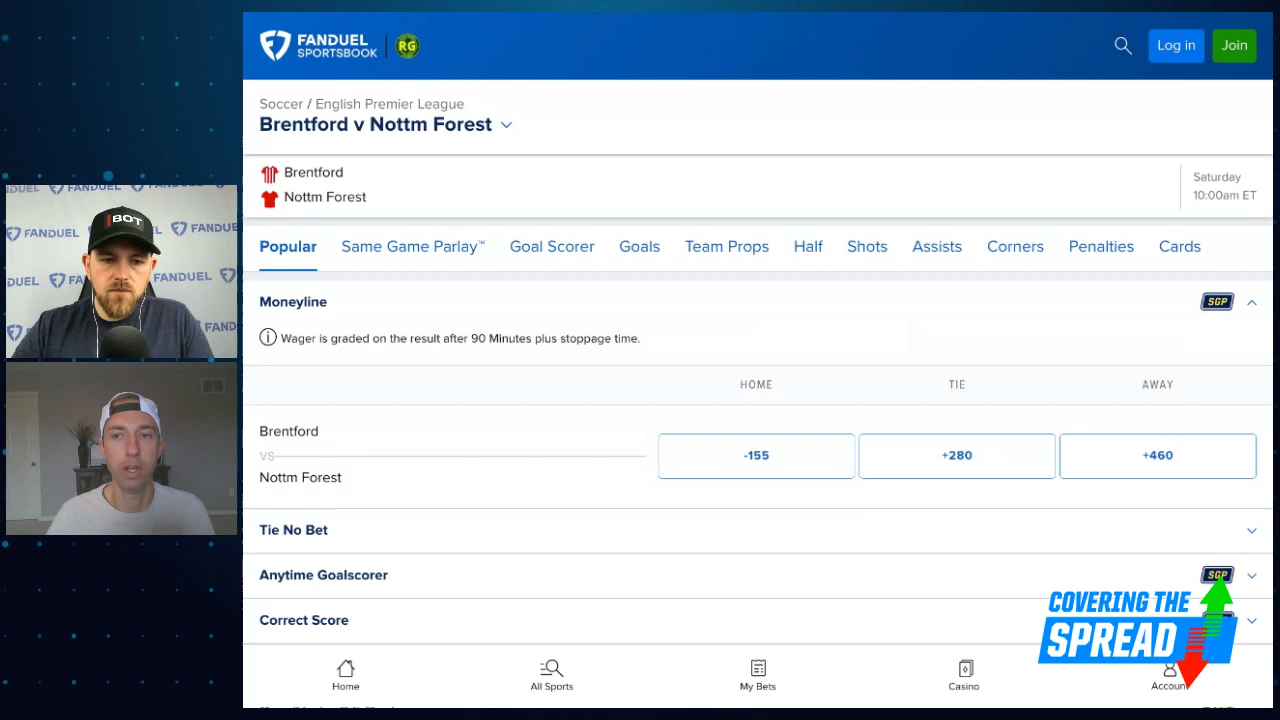 FANDUEL
SPORTSBOOK
RG
Log in
Join
Soccer / English Premier League
Brentford v Nottm Forest
Brentford
Nottm Forest
Saturday
10:00am ET
Popular
Same Game Parlay™
Goal Scorer
Goals
Team Props
Half
Shots
Assists
Corners
Penalties
Cards
Moneyline
SGP
Wager is graded on the result after 90 Minutes plus stoppage time.
HOME
TIE
AWAY
Brentford
VS
Nottm Forest
-155
+280
+460
Tie No Bet
Anytime Goalscorer
SGP
Correct Score
Home
All Sports
My Bets
Casino
Account
COVERING THE
SPREAD
FANDUEL
FANDUEL
FANDUEL
BOT